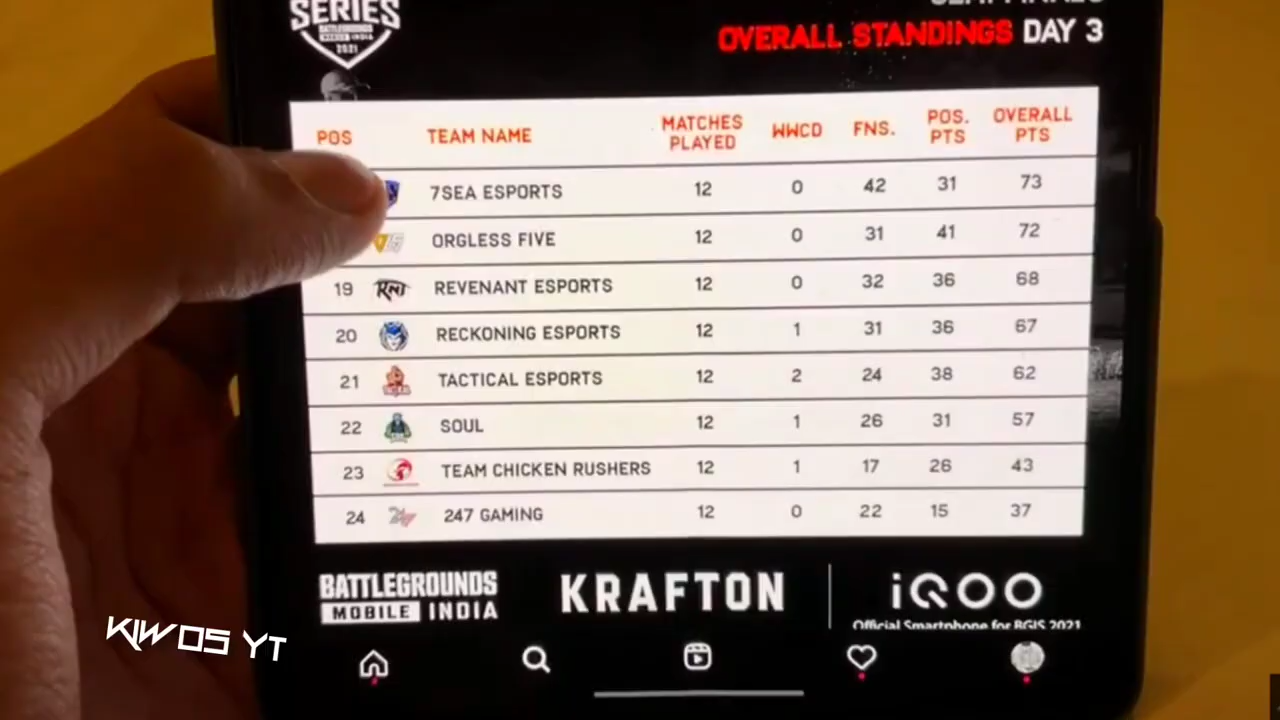 SERIES
BATTLEGROUNDS
MOBILE INDIA
2021
OVERALL STANDINGS DAY 3
POS TEAM NAME MATCHES PLAYED WWCD FNS. POS. PTS OVERALL PTS
7SEA ESPORTS 12 0 42 31 73
ORGLESS FIVE 12 0 31 41 72
19 RNT REVENANT ESPORTS 12 0 32 36 68
20 RECKONING ESPORTS 12 1 31 36 67
21 TACTICAL ESPORTS 12 2 24 38 62
22 SOUL 12 1 26 31 57
23 TEAM CHICKEN RUSHERS 12 1 17 26 43
24 247 GAMING 12 0 22 15 37
BATTLEGROUNDS
MOBILE INDIA
KRAFTON
iQOO
Official Smartphone for BGIS 2021
KIWOS YT